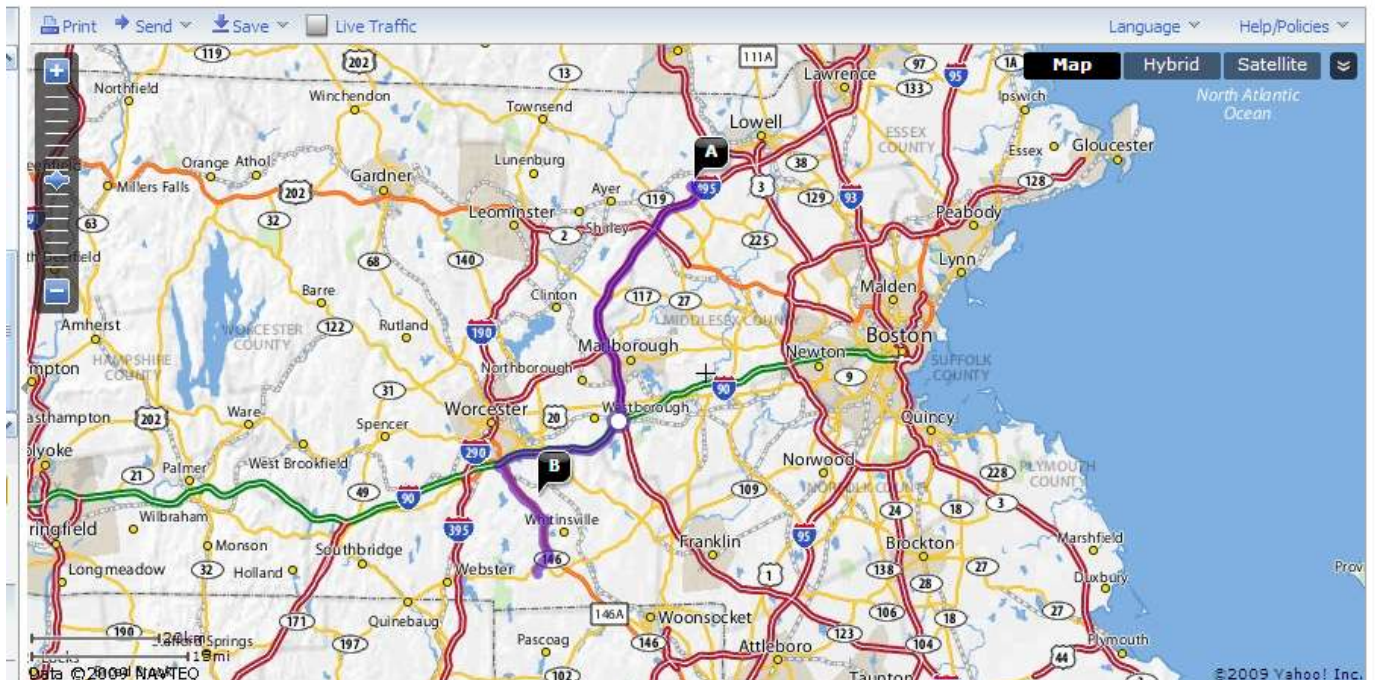 Print Send Save Live Traffic Language Help/Policies
119 202 13 111A Lawrence 97 95 1A Map Hybrid Satellite
Northfield Winchendon Townsend 133 Ipswich North Atlantic
Ocean
Lowell ESSEX
COUNTY Essex Gloucester
Orange Athol Gardner Lunenburg A 38
Millers Falls 202 Ayer 119 495 3 129 93 128
63 32 Leominster Shirley Peabody
2 225
68 140 Lynn
Barre Clinton 117 27 Malden
Amherst WORCESTER
COUNTY 122 Rutland 190 MIDDLESEX COUNTY Boston
HAMPSHIRE
COUNTY Marlborough Newton SUFFOLK
COUNTY
Northborough 90 9
31
202 Ware Worcester 20 Westborough Quincy
Spencer
West Brookfield 290 B Norwood 228 PLYMOUTH
COUNTY
21 Palmer 49 90 109 NORFOLK COUNTY 3
Wilbraham 395 Whitinsville 95 24 18
Monson Southbridge Franklin Brockton Marshfield
Longmeadow 32 Holland Webster 146 1 138 27
28 Duxbury
171 Quinebaug 146A Woonsocket 106 18 27
190 20km 197 Pascoag 146 Attleboro 123 104 Plymouth
44
102 Taunton
Data ©2009 NAVTEQ ©2009 Yahoo! Inc.